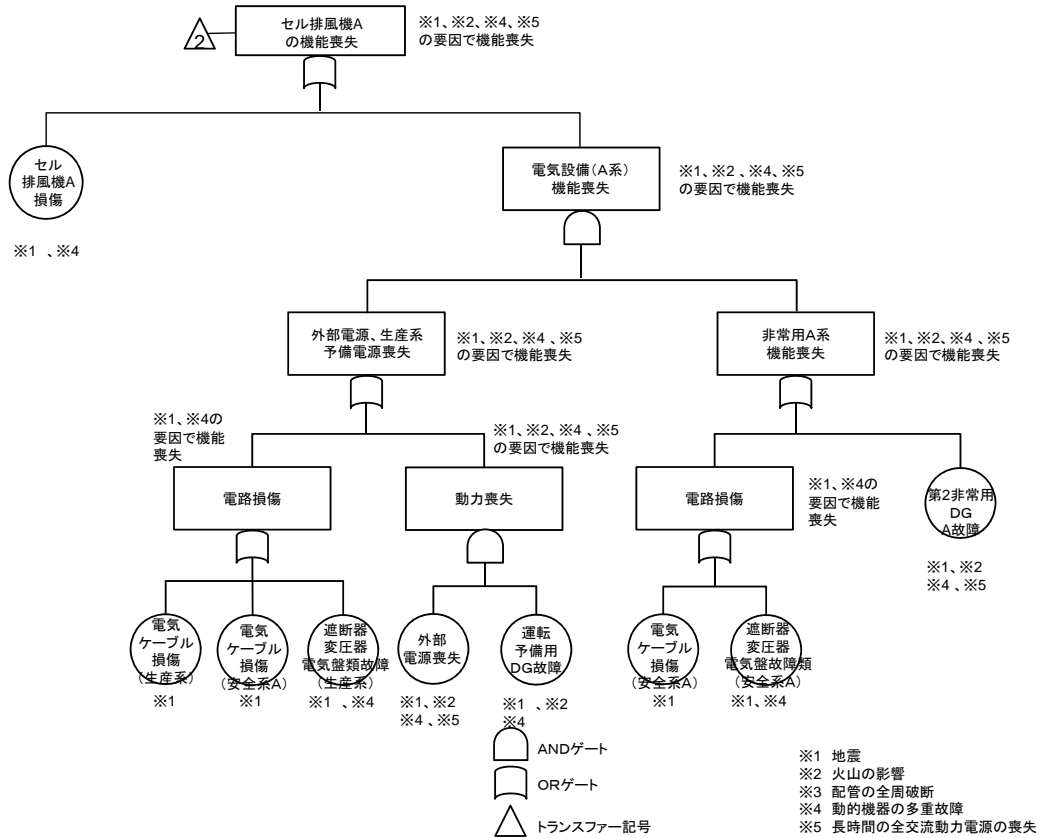 2
セル排風機A
の機能喪失
※1、※2、※4、※5
の要因で機能喪失
セル
排風機A
損傷
※1 、※4
電気設備(A系)
機能喪失
※1、※2 、※4、※5
の要因で機能喪失
外部電源、生産系
予備電源喪失
※1、※2、※4 、※5
の要因で機能喪失
非常用A系
機能喪失
※1、※2、※4 、※5
の要因で機能喪失
※1、※4の
要因で機能
喪失
電路損傷
※1、※2、※4 、※5
の要因で機能喪失
動力喪失
電路損傷
※1、※4の
要因で機能
喪失
第2非常用
DG
A故障
※1、※2
※4 、※5
電気
ケーブル
損傷
(生産系)
※1
電気
ケーブル
損傷
(安全系A)
※1
遮断器
変圧器
電気盤類故障
(生産系)
※1 、※4
外部
電源喪失
※1、※2
※4 、※5
運転
予備用
DG故障
※1 、※2
※4
電気
ケーブル
損傷
(安全系A)
※1
遮断器
変圧器
電気盤故障類
(安全系A)
※1、※4
ANDゲート
ORゲート
トランスファー記号
※1 地震
※2 火山の影響
※3 配管の全周破断
※4 動的機器の多重故障
※5 長時間の全交流動力電源の喪失